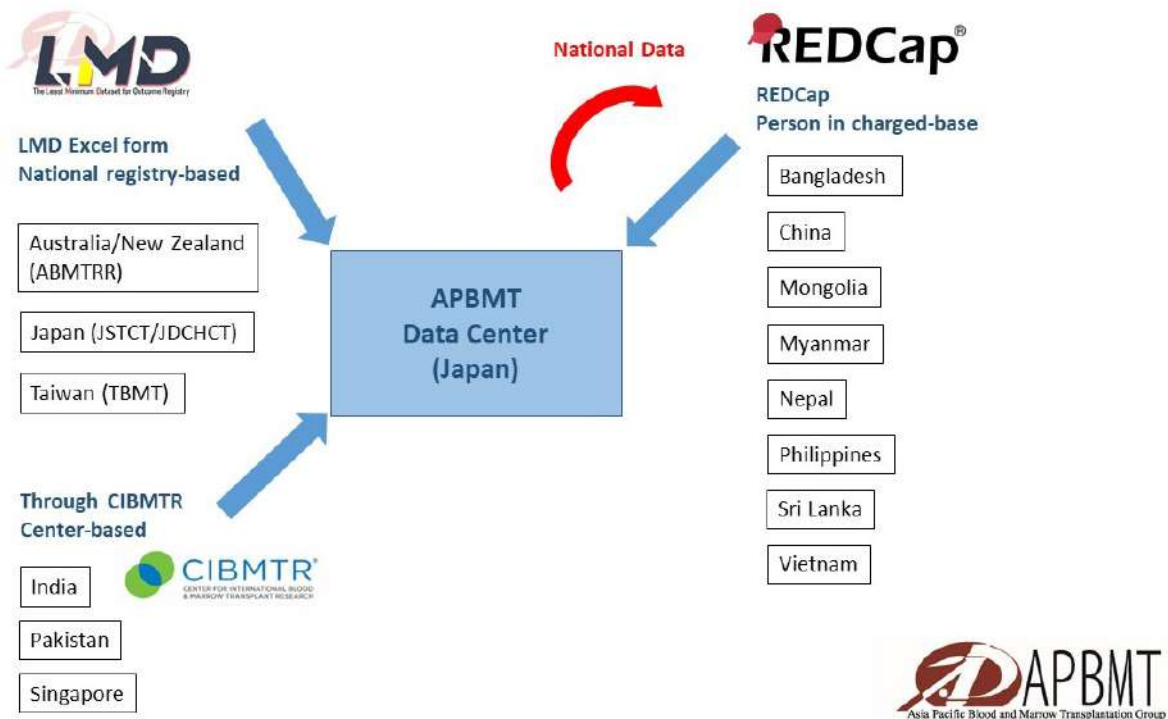 LMD
The Least Minimum Dataset for Outcome Registry
LMD Excel form
National registry-based
Australia/New Zealand
(ABMTRR)
Japan (JSTCT/JDCHCT)
Taiwan (TBMT)
Through CIBMTR
Center-based
CIBMTR®
CENTER FOR INTERNATIONAL BLOOD
& MARROW TRANSPLANT RESEARCH
India
Pakistan
Singapore
National Data
APBMT
Data Center
(Japan)
REDCap®
REDCap
Person in charged-base
Bangladesh
China
Mongolia
Myanmar
Nepal
Philippines
Sri Lanka
Vietnam
APBMT
Asia Pacific Blood and Marrow Transplantation Group